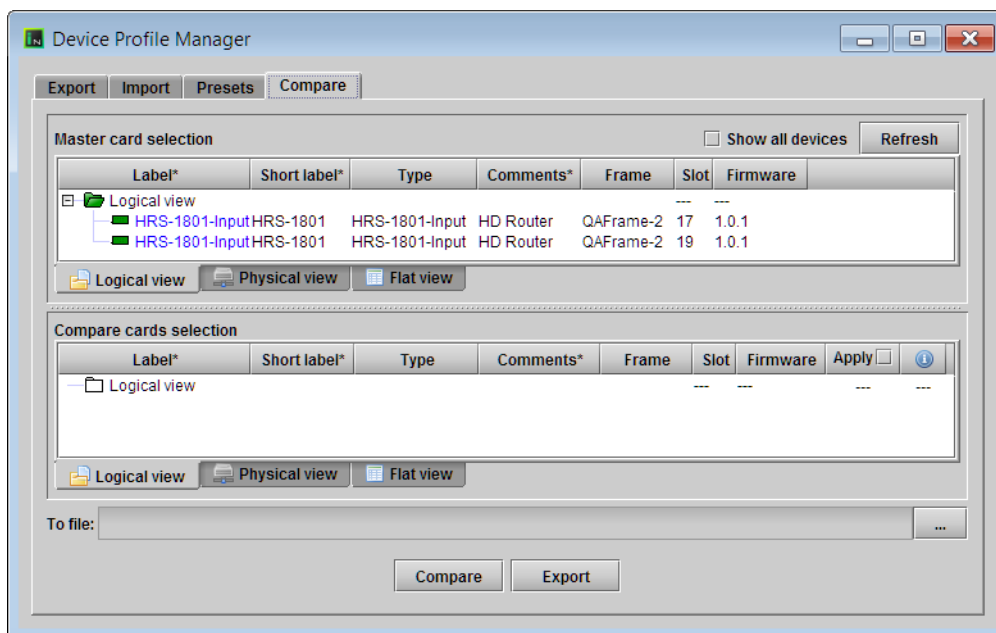 Device Profile Manager
Export Import Presets Compare
Master card selection Show all devices Refresh
Label* Short label* Type Comments* Frame Slot Firmware
Logical view --- ---
HRS-1801-Input HRS-1801 HRS-1801-Input HD Router QAFrame-2 17 1.0.1
HRS-1801-Input HRS-1801 HRS-1801-Input HD Router QAFrame-2 19 1.0.1
Logical view Physical view Flat view
Compare cards selection
Label* Short label* Type Comments* Frame Slot Firmware Apply
Logical view --- --- --- ---
Logical view Physical view Flat view
To file: ...
Compare Export